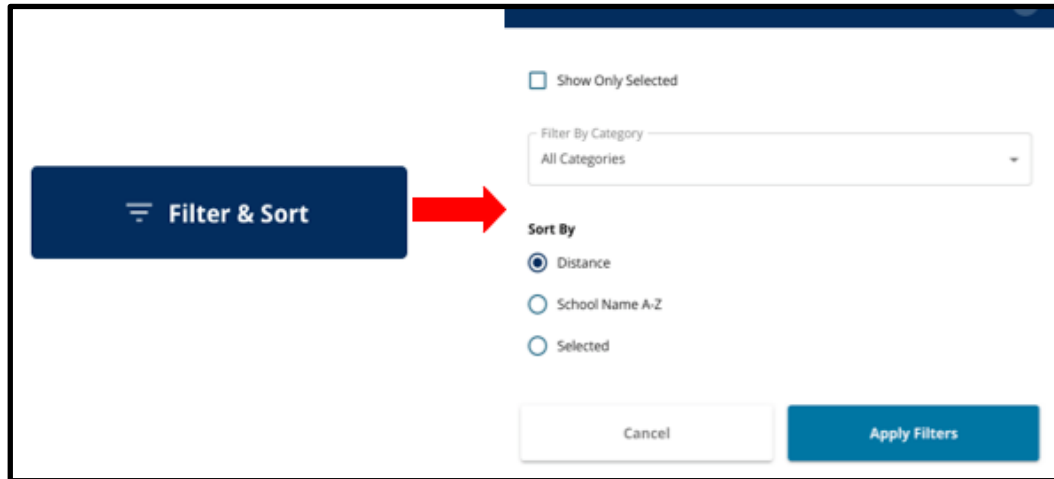 Filter & Sort
Show Only Selected
Filter By Category
All Categories
Sort By
Distance
School Name A-Z
Selected
Cancel
Apply Filters